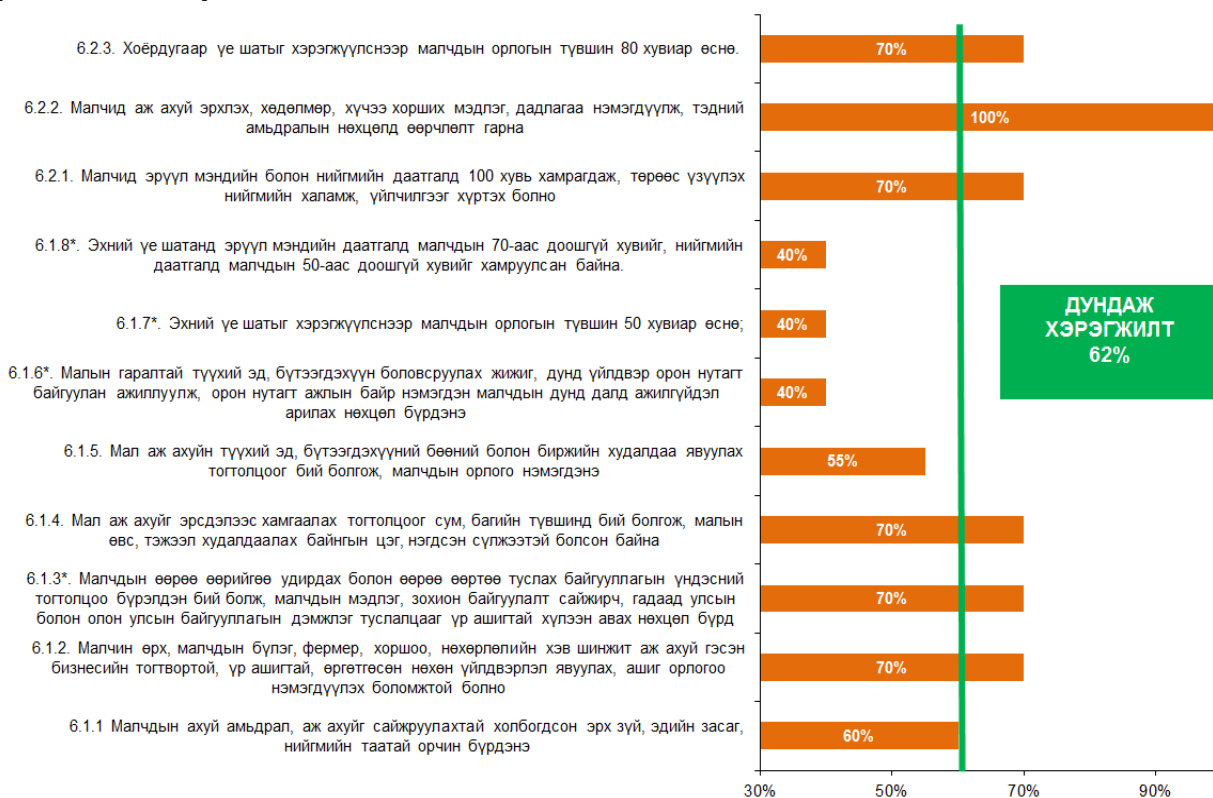 6.2.3. Хоёрдугаар үе шатыг хэрэгжүүлснээр малчдын орлогын түвшин 80 хувиар өснө.
70%
6.2.2. Малчид аж ахуй эрхлэх, хөдөлмөр, хүчээ хорших мэдлэг, дадлагаа нэмэгдүүлж, тэдний
амьдралын нөхцөлд өөрчлөлт гарна
100%
6.2.1. Малчид эрүүл мэндийн болон нийгмийн даатгалд 100 хувь хамрагдаж, төрөөс үзүүлэх
нийгмийн халамж, үйлчилгээг хүртэх болно
70%
6.1.8*. Эхний үе шатанд эрүүл мэндийн даатгалд малчдын 70-аас доошгүй хувийг, нийгмийн
даатгалд малчдын 50-аас доошгүй хувийг хамруулсан байна.
40%
6.1.7*. Эхний үе шатыг хэрэгжүүлснээр малчдын орлогын түвшин 50 хувиар өснө;
40%
6.1.6*. Малын гаралтай түүхий эд, бүтээгдэхүүн боловсруулах жижиг, дунд үйлдвэр орон нутагт
байгуулан ажиллуулж, орон нутагт ажлын байр нэмэгдэн малчдын дунд далд ажилгүйдэл
арилах нөхцөл бүрдэнэ
40%
6.1.5. Мал аж ахуйн түүхий эд, бүтээгдэхүүний бөөний болон биржийн худалдаа явуулах
тогтолцоог бий болгож, малчдын орлого нэмэгдэнэ
55%
6.1.4. Мал аж ахуйг эрсдэлээс хамгаалах тогтолцоог сум, багийн түвшинд бий болгож, малын
өвс, тэжээл худалдаалах байнгын цэг, нэгдсэн сүлжээтэй болсон байна
70%
6.1.3*. Малчдын өөрөө өөрийгөө удирдах болон өөрөө өөртөө туслах байгууллагын үндэсний
тогтолцоо бүрэлдэн бий болж, малчдын мэдлэг, зохион байгуулалт сайжирч, гадаад улсын
болон олон улсын байгууллагын дэмжлэг туслалцааг үр ашигтай хүлээн авах нөхцөл бүрд
70%
6.1.2. Малчин өрх, малчдын бүлэг, фермер, хоршоо, нөхөрлөлийн хэв шинжит аж ахуй гэсэн
бизнесийн тогтвортой, үр ашигтай, өргөтгөсөн нөхөн үйлдвэрлэл явуулах, ашиг орлогоо
нэмэгдүүлэх боломжтой болно
70%
6.1.1 Малчдын ахуй амьдрал, аж ахуйг сайжруулахтай холбогдсон эрх зүй, эдийн засаг,
нийгмийн таатай орчин бүрдэнэ
60%
ДУНДАЖ
ХЭРЭГЖИЛТ
62%
30%
50%
70%
90%